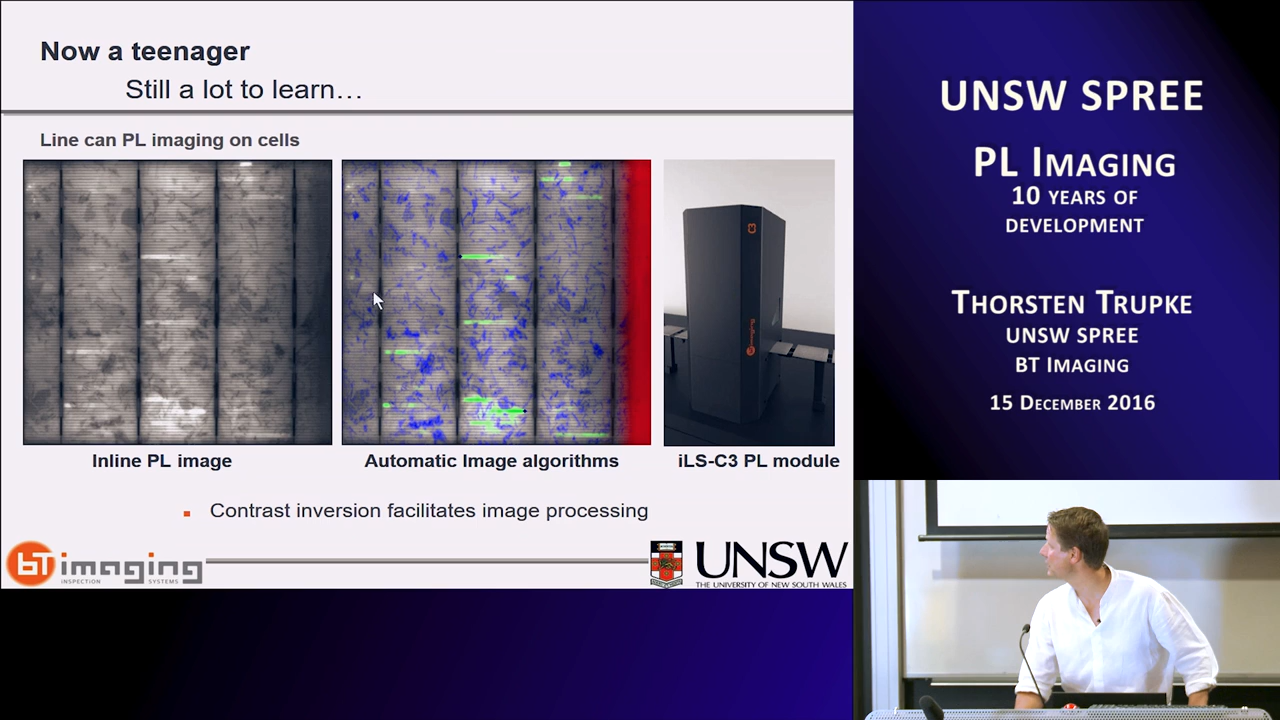 Now a teenager
Still a lot to learn…
Line can PL imaging on cells
Inline PL image
Automatic Image algorithms
iLS-C3 PL module
Contrast inversion facilitates image processing
bT imaging
INSPECTION SYSTEMS
UNSW
THE UNIVERSITY OF NEW SOUTH WALES
UNSW SPREE
PL IMAGING
10 YEARS OF
DEVELOPMENT
THORSTEN TRUPKE
UNSW SPREE
BT IMAGING
15 DECEMBER 2016